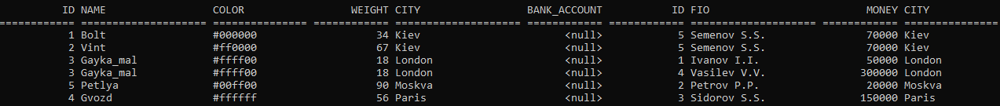 ID NAME COLOR WEIGHT CITY BANK_ACCOUNT ID FIO MONEY CITY
============ ==================== =============== ============ ==================== ============ ============ ==================== ============ ===============
1 Bolt #000000 34 Kiev <null> 5 Semenov S.S. 70000 Kiev
2 Vint #ff0000 67 Kiev <null> 5 Semenov S.S. 70000 Kiev
3 Gayka_mal #ffff00 18 London <null> 1 Ivanov I.I. 50000 London
3 Gayka_mal #ffff00 18 London <null> 4 Vasilev V.V. 300000 London
5 Petlya #00ff00 90 Moskva <null> 2 Petrov P.P. 20000 Moskva
4 Gvozd #ffffff 56 Paris <null> 3 Sidorov S.S. 150000 Paris